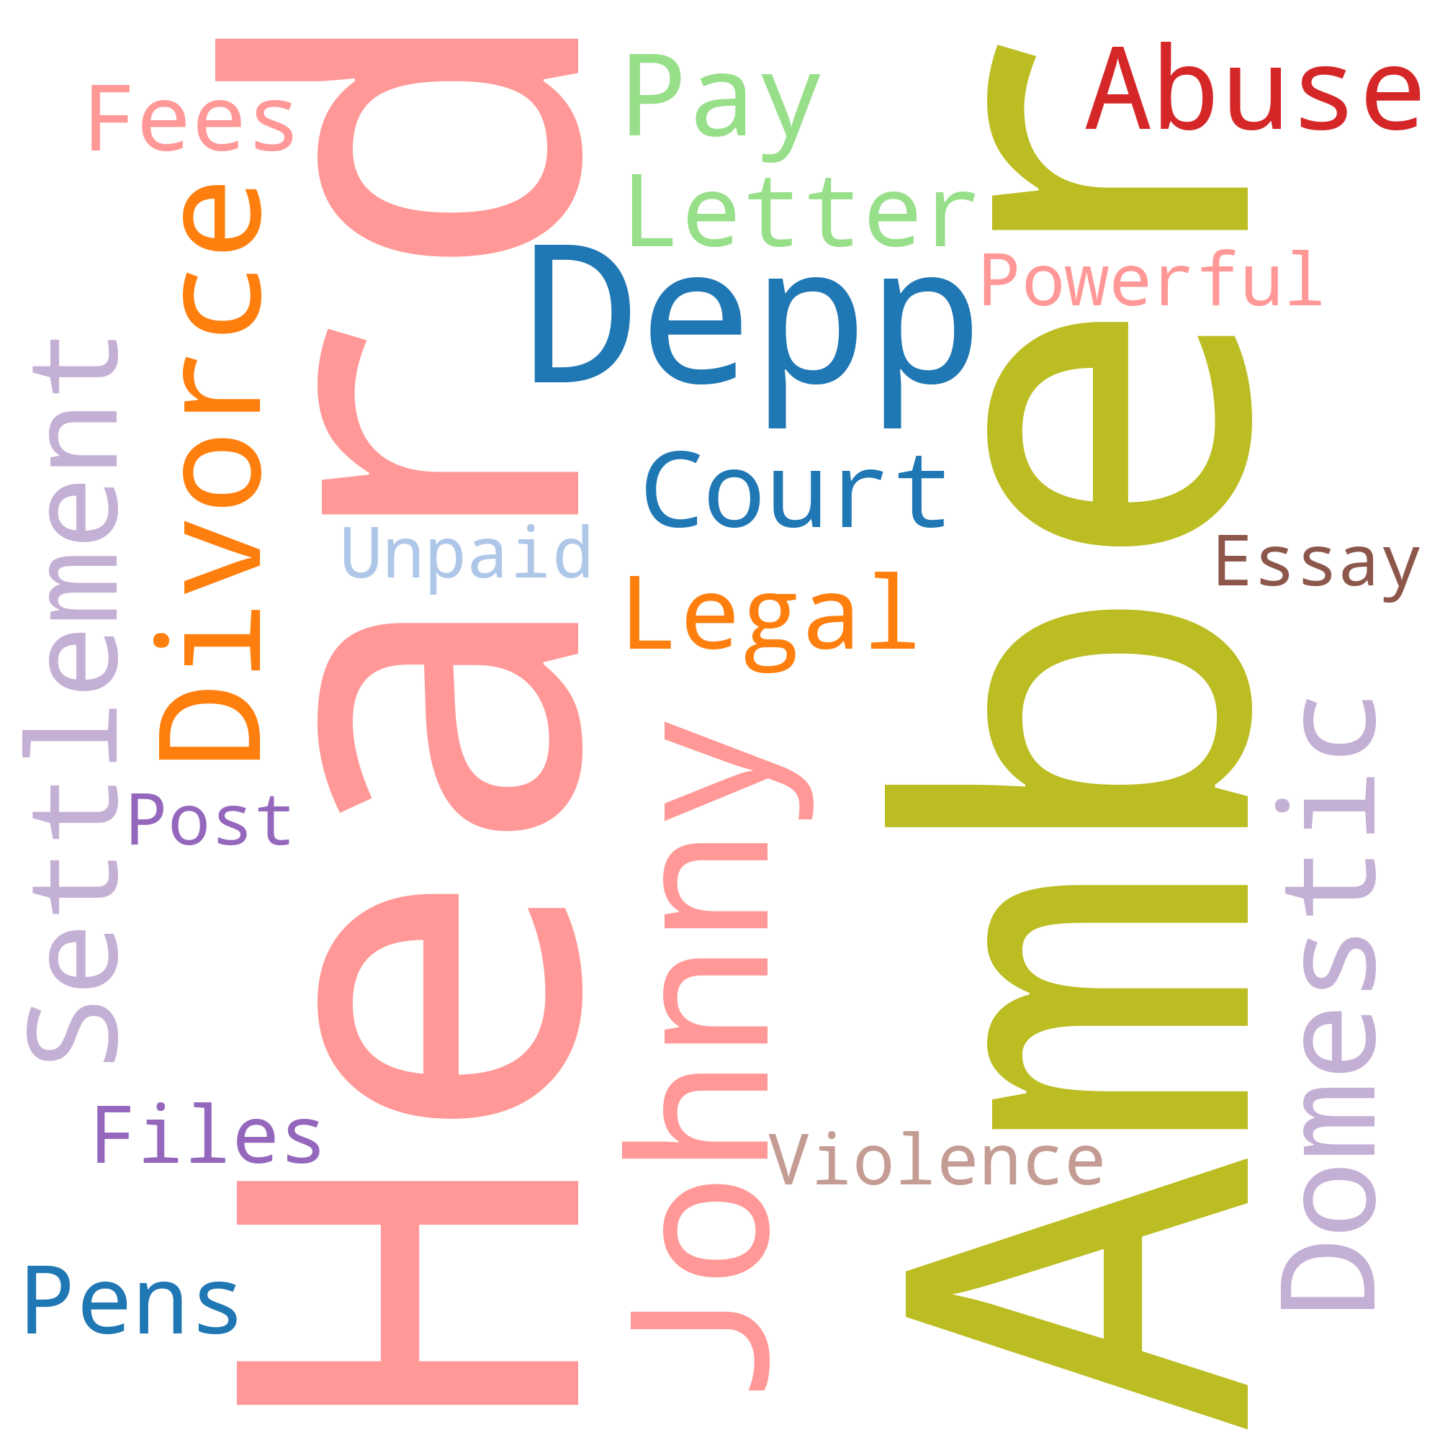 Heard
Amber
Depp
Johnny
Pay
Letter
Abuse
Fees
Divorce
Settlement
Powerful
Court
Unpaid
Legal
Essay
Post
Domestic
Files
Violence
Pens